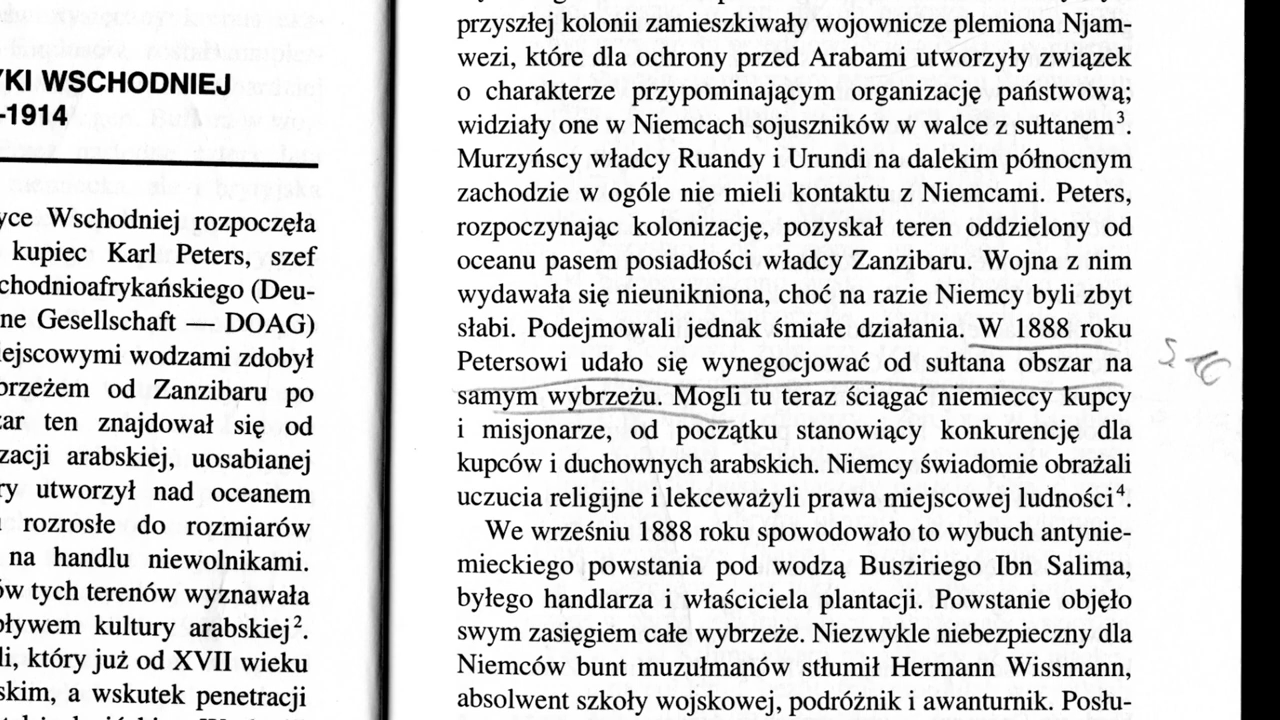 YKI WSCHODNIEJ
-1914
yce Wschodniej rozpoczęła
kupiec Karl Peters, szef
chodnioafrykańskiego (Deu-
ne Gesellschaft — DOAG)
iejscowymi wodzami zdobył
brzeżem od Zanzibaru po
zar ten znajdował się od
zacji arabskiej, uosabianej
ry utworzył nad oceanem
rozrosłe do rozmiarów
na handlu niewolnikami.
ów tych terenów wyznawała
pływem kultury arabskiej².
li, który już od XVII wieku
skim, a wskutek penetracji
przyszłej kolonii zamieszkiwały wojownicze plemiona Njam-
wezi, które dla ochrony przed Arabami utworzyły związek
o charakterze przypominającym organizację państwową;
widziały one w Niemcach sojuszników w walce z sułtanem³.
Murzyńscy władcy Ruandy i Urundi na dalekim północnym
zachodzie w ogóle nie mieli kontaktu z Niemcami. Peters,
rozpoczynając kolonizację, pozyskał teren oddzielony od
oceanu pasem posiadłości władcy Zanzibaru. Wojna z nim
wydawała się nieunikniona, choć na razie Niemcy byli zbyt
słabi. Podejmowali jednak śmiałe działania. W 1888 roku
Petersowi udało się wynegocjować od sułtana obszar na
samym wybrzeżu. Mogli tu teraz ściągać niemieccy kupcy
i misjonarze, od początku stanowiący konkurencję dla
kupców i duchownych arabskich. Niemcy świadomie obrażali
uczucia religijne i lekceważyli prawa miejscowej ludności⁴.
We wrześniu 1888 roku spowodowało to wybuch antynie-
mieckiego powstania pod wodzą Busziriego Ibn Salima,
byłego handlarza i właściciela plantacji. Powstanie objęło
swym zasięgiem całe wybrzeże. Niezwykle niebezpieczny dla
Niemców bunt muzułmanów stłumił Hermann Wissmann,
absolwent szkoły wojskowej, podróżnik i awanturnik. Posłu-